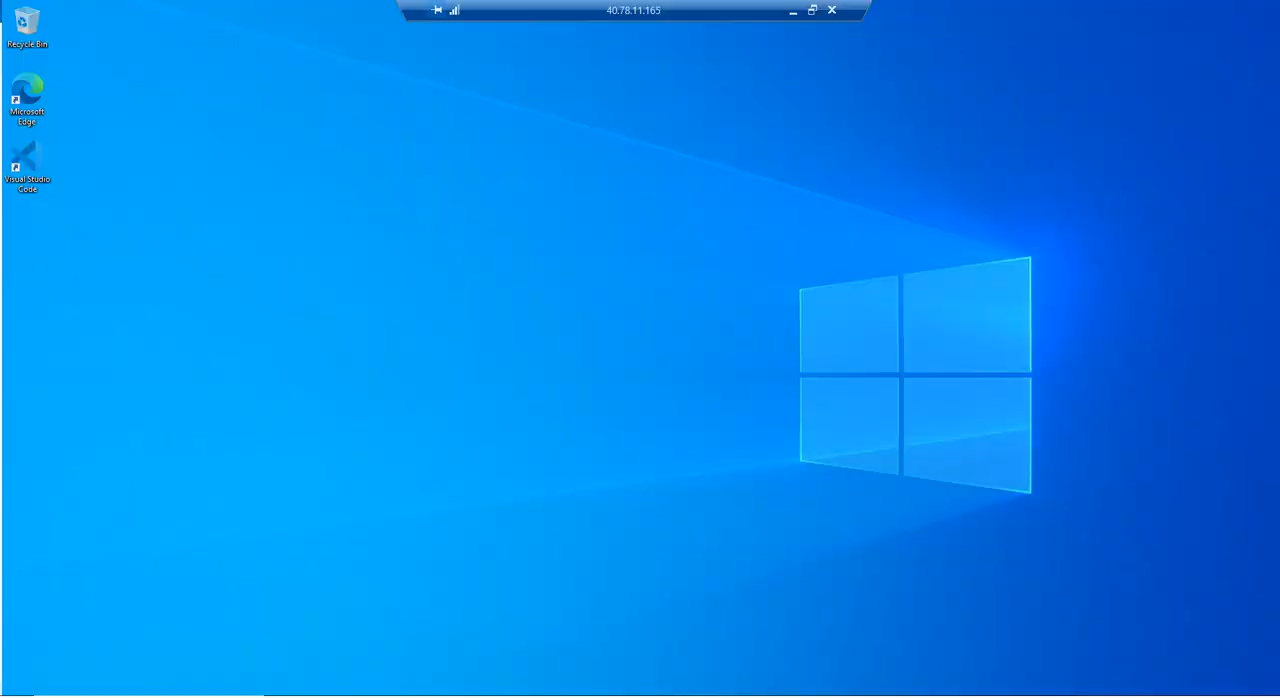 40.78.11.165
Recycle Bin
Microsoft
Edge
Visual Studio
Code